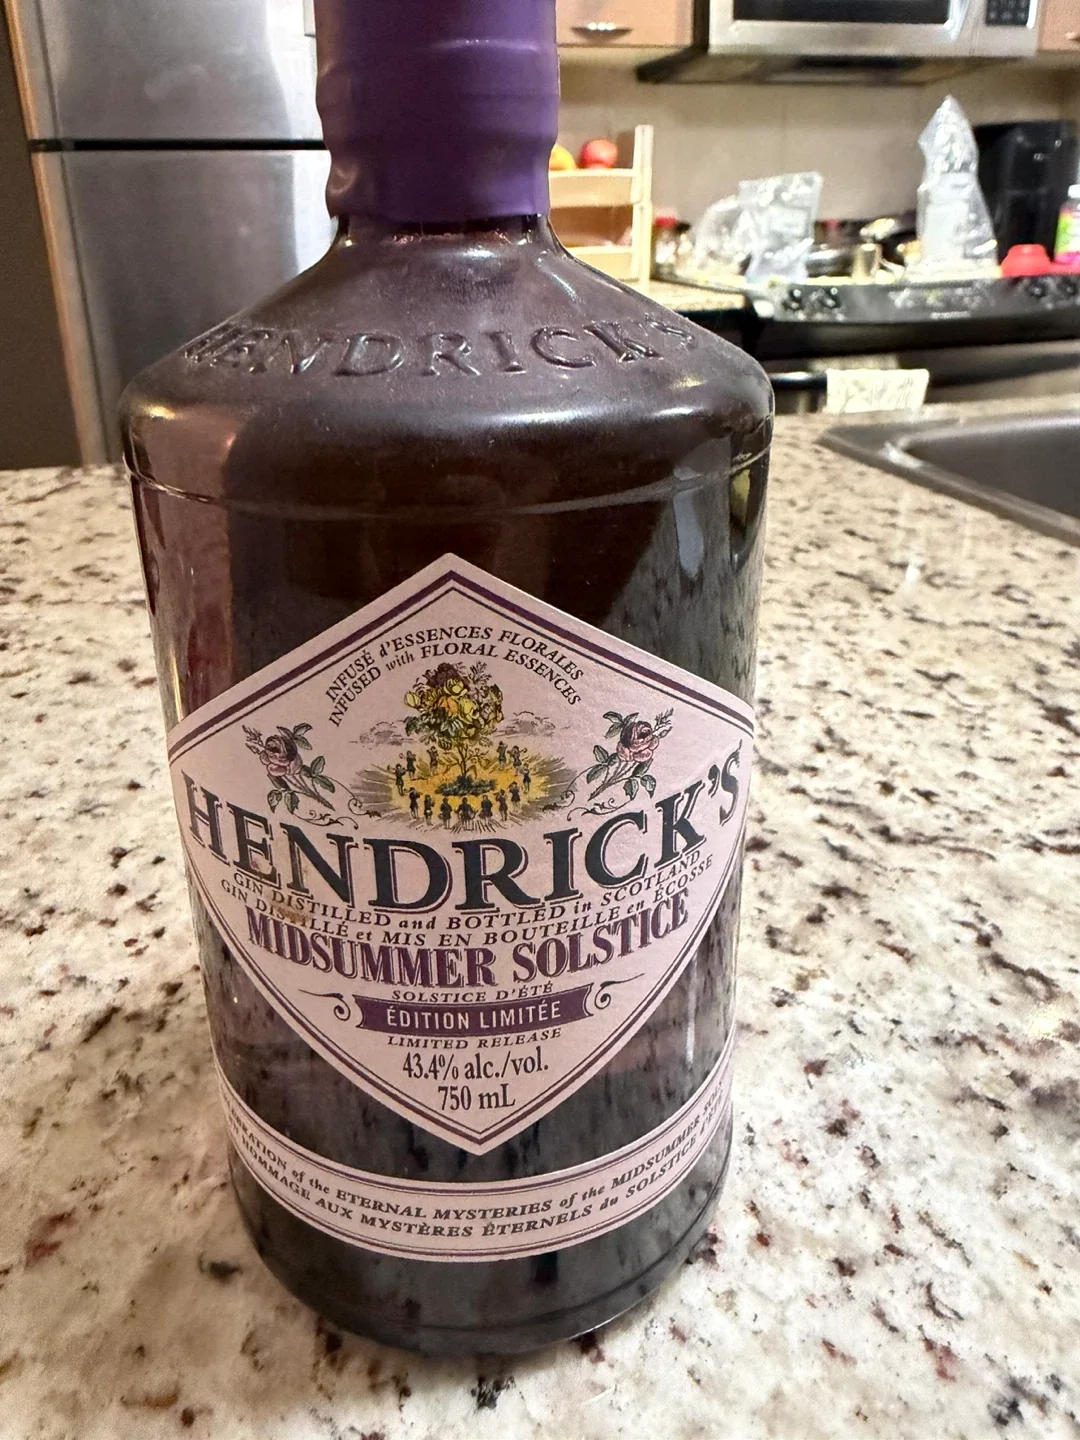 HENDRICK'S
INFUSÉ d'ESSENCES FLORALES
INFUSED with FLORAL ESSENCES
HENDRICK'S
GIN DISTILLED and BOTTLED in SCOTLAND
GIN DISTILLÉ et MIS EN BOUTEILLE en ÉCOSSE
MIDSUMMER SOLSTICE
SOLSTICE D'ÉTÉ
ÉDITION LIMITÉE
LIMITED RELEASE
43.4% alc./vol.
750 mL
of the ETERNAL MYSTERIES of the MIDSUMMER
HOMMAGE AUX MYSTÈRES ÉTERNELS du SOLSTICE